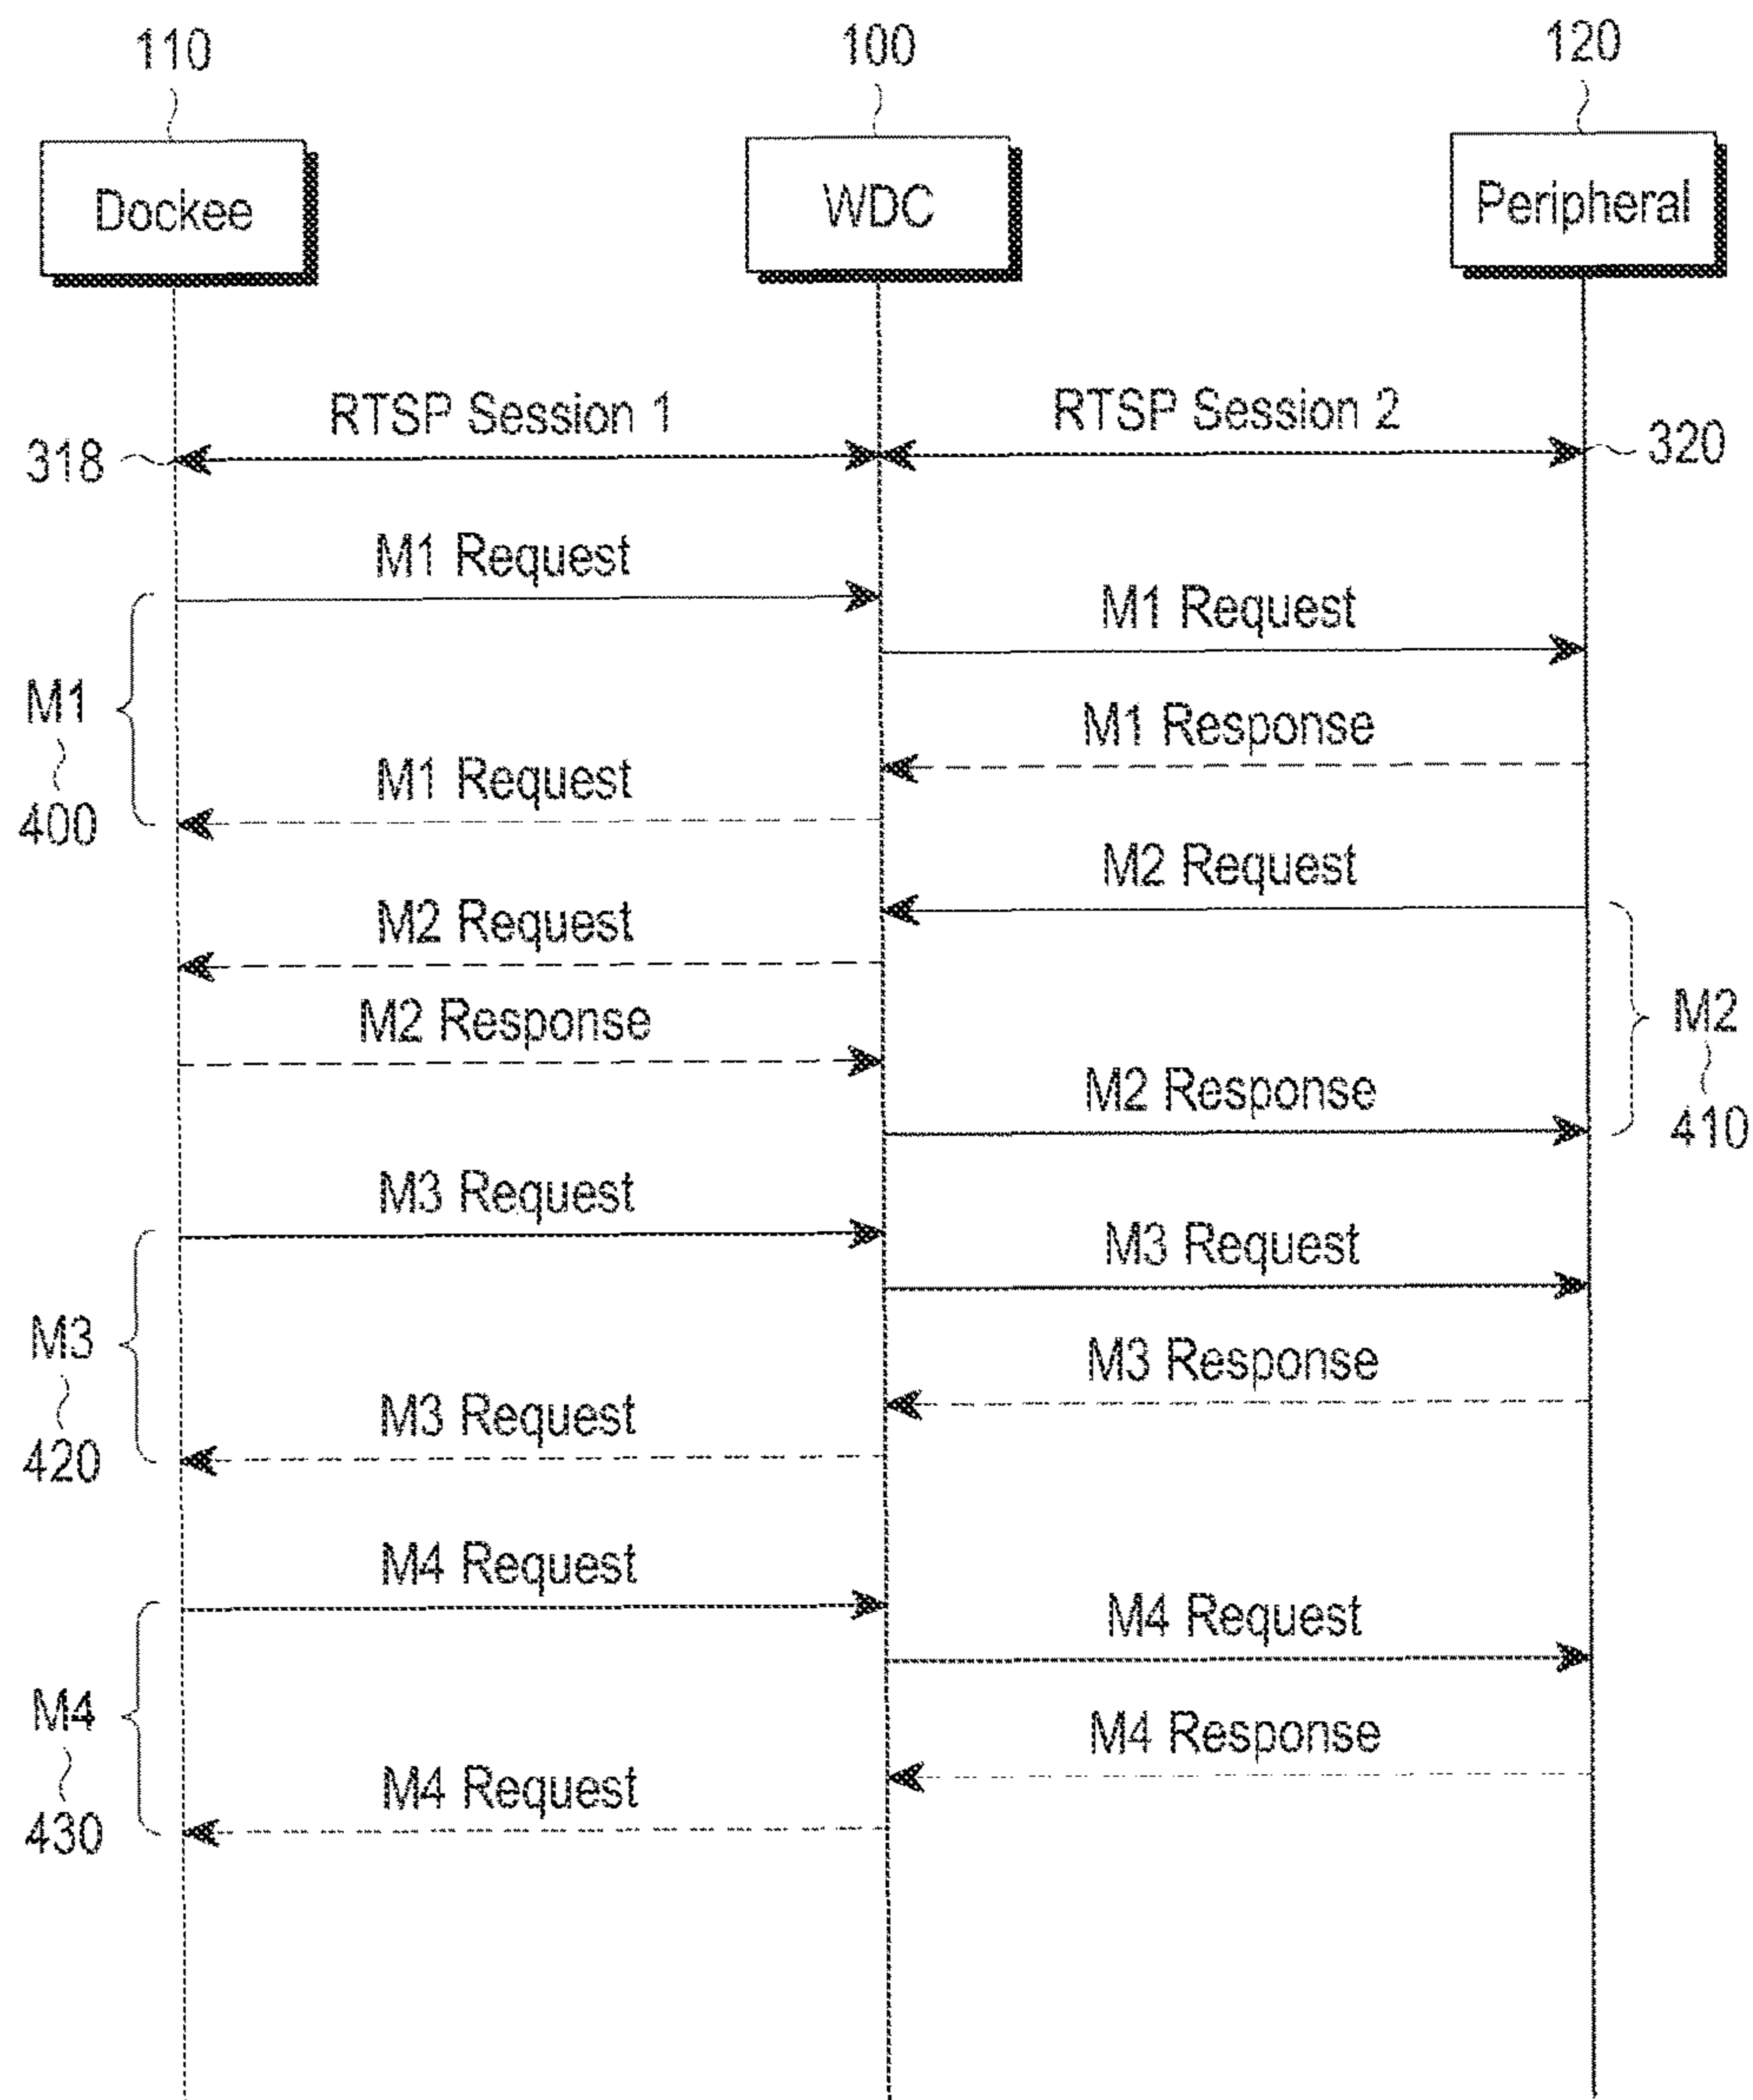 110
100
120
Dockee
WDC
Peripheral
RTSP Session 1
RTSP Session 2
318
320
M1 Request
M1 Request
M1
M1 Response
M1 Request
400
M2 Request
M2 Request
M2
M2 Response
M2 Response
410
M3 Request
M3 Request
M3
M3 Response
M3 Request
420
M4 Request
M4 Request
M4
M4 Response
M4 Request
430